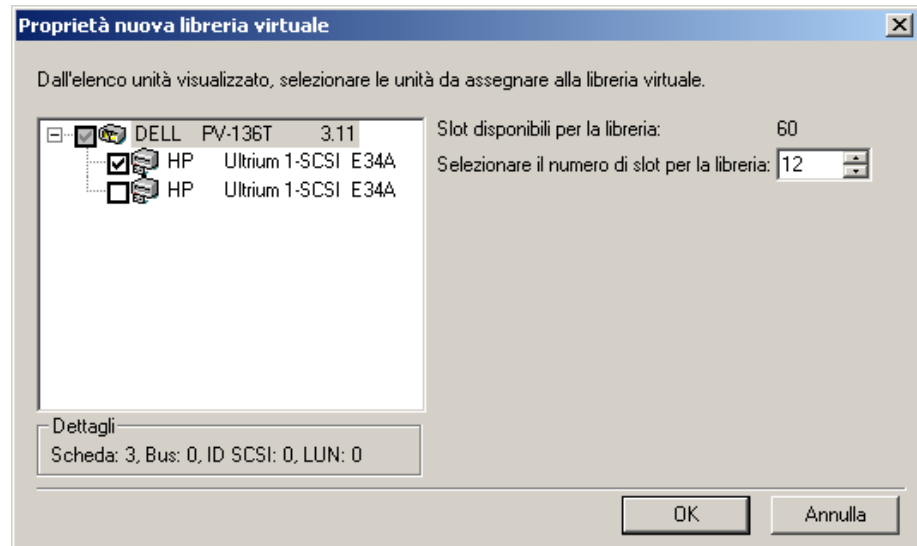 Proprietà nuova libreria virtuale
Dall'elenco unità visualizzato, selezionare le unità da assegnare alla libreria virtuale.
DELL PV-136T 3.11
HP Ultrium 1-SCSI E34A
HP Ultrium 1-SCSI E34A
Slot disponibili per la libreria: 60
Selezionare il numero di slot per la libreria: 12
Dettagli
Scheda: 3, Bus: 0, ID SCSI: 0, LUN: 0
OK Annulla